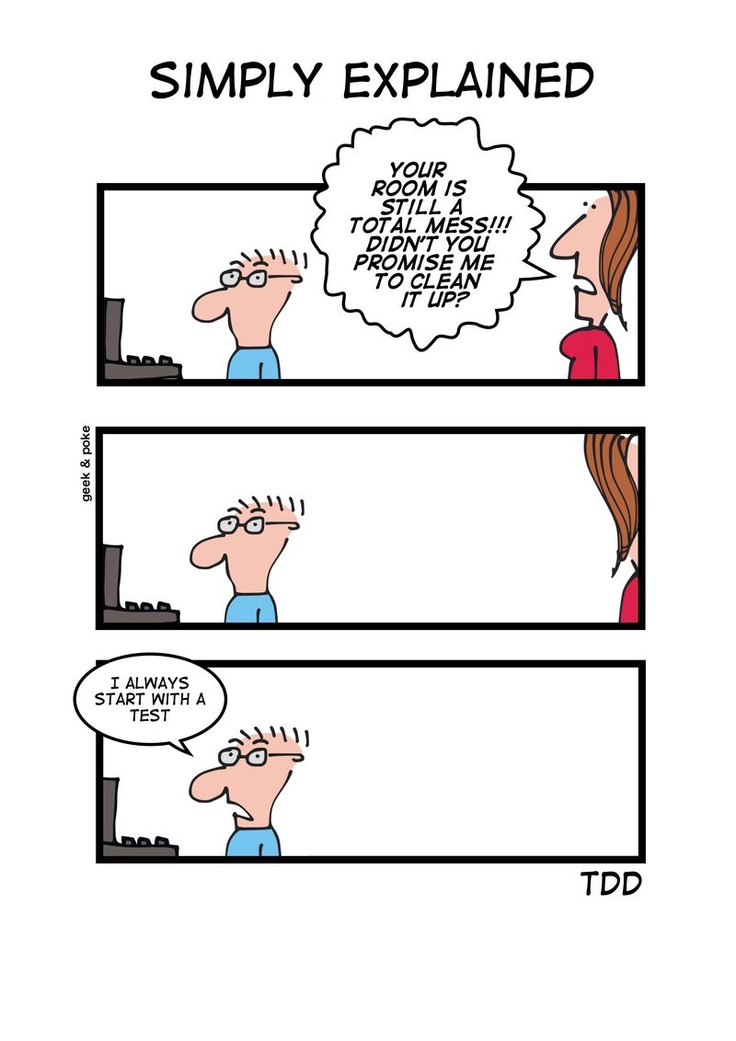 SIMPLY EXPLAINED
YOUR
ROOM IS
STILL A
TOTAL MESS!!!
DIDN'T YOU
PROMISE ME
TO CLEAN
IT UP?
geek & poke
I ALWAYS
START WITH A
TEST
TDD